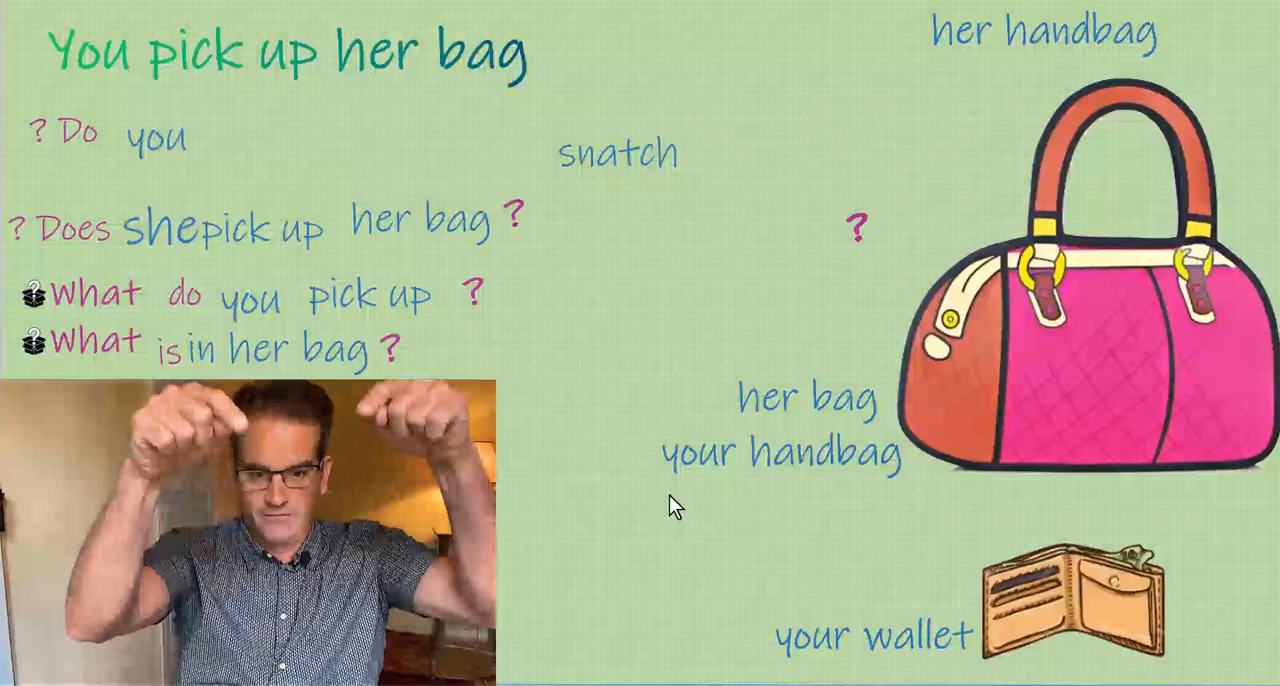 You pick up her bag
her handbag
? Do you
snatch
? Does she pick up her bag ?
?
What do you pick up ?
What is in her bag ?
her bag
your handbag
your wallet